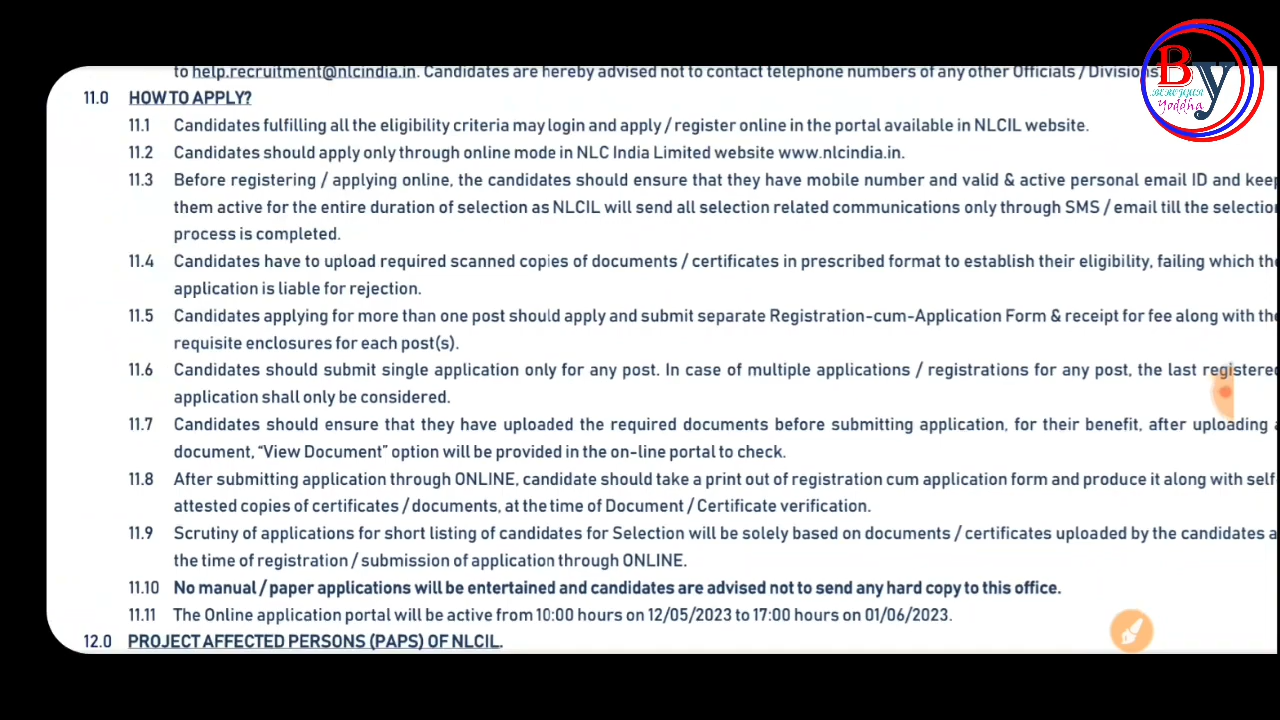 to help.recruitment@nlcindia.in. Candidates are hereby advised not to contact telephone numbers of any other Officials / Divisions.
11.0 HOW TO APPLY?
11.1 Candidates fulfilling all the eligibility criteria may login and apply / register online in the portal available in NLCIL website.
11.2 Candidates should apply only through online mode in NLC India Limited website www.nlcindia.in.
11.3 Before registering / applying online, the candidates should ensure that they have mobile number and valid & active personal email ID and keep
them active for the entire duration of selection as NLCIL will send all selection related communications only through SMS / email till the selection
process is completed.
11.4 Candidates have to upload required scanned copies of documents / certificates in prescribed format to establish their eligibility, failing which the
application is liable for rejection.
11.5 Candidates applying for more than one post should apply and submit separate Registration-cum-Application Form & receipt for fee along with the
requisite enclosures for each post(s).
11.6 Candidates should submit single application only for any post. In case of multiple applications / registrations for any post, the last registered
application shall only be considered.
11.7 Candidates should ensure that they have uploaded the required documents before submitting application, for their benefit, after uploading a
document, “View Document” option will be provided in the on-line portal to check.
11.8 After submitting application through ONLINE, candidate should take a print out of registration cum application form and produce it along with self
attested copies of certificates / documents, at the time of Document / Certificate verification.
11.9 Scrutiny of applications for short listing of candidates for Selection will be solely based on documents / certificates uploaded by the candidates a
the time of registration / submission of application through ONLINE.
11.10 No manual / paper applications will be entertained and candidates are advised not to send any hard copy to this office.
11.11 The Online application portal will be active from 10:00 hours on 12/05/2023 to 17:00 hours on 01/06/2023.
12.0 PROJECT AFFECTED PERSONS (PAPS) OF NLCIL.
By
Yoddha